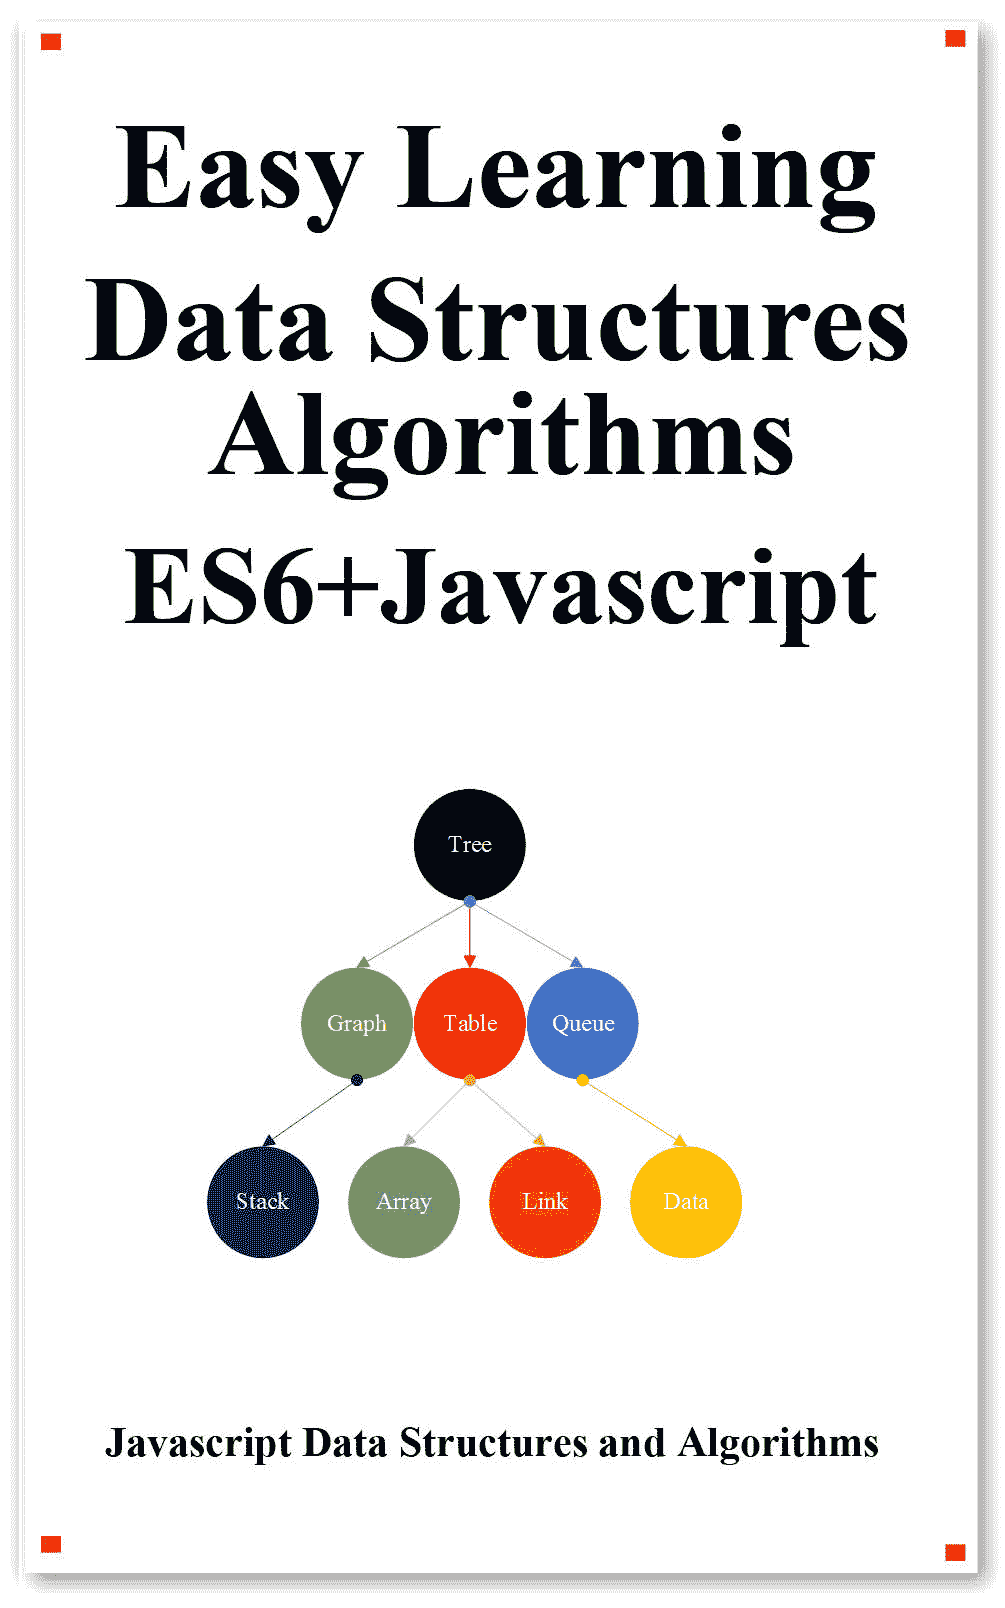 Easy Learning
Data Structures
Algorithms
ES6+Javascript
Tree
Graph Table Queue
Stack Array Link Data
Javascript Data Structures and Algorithms